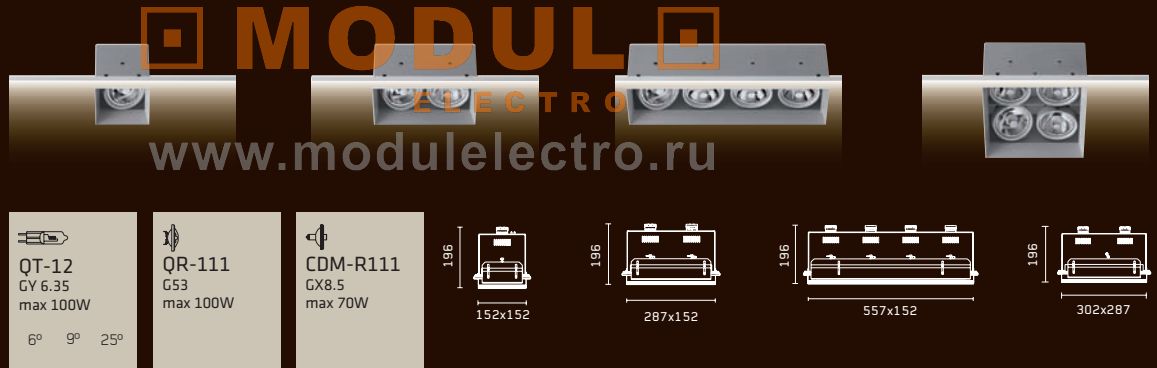 MODUL
ELECTRO
www.modulelectro.ru
QT-12
GY 6.35
max 100W
6º 9º 25º
QR-111
G53
max 100W
CDM-R111
GX8.5
max 70W
196
152x152
196
287x152
196
557x152
196
302x287